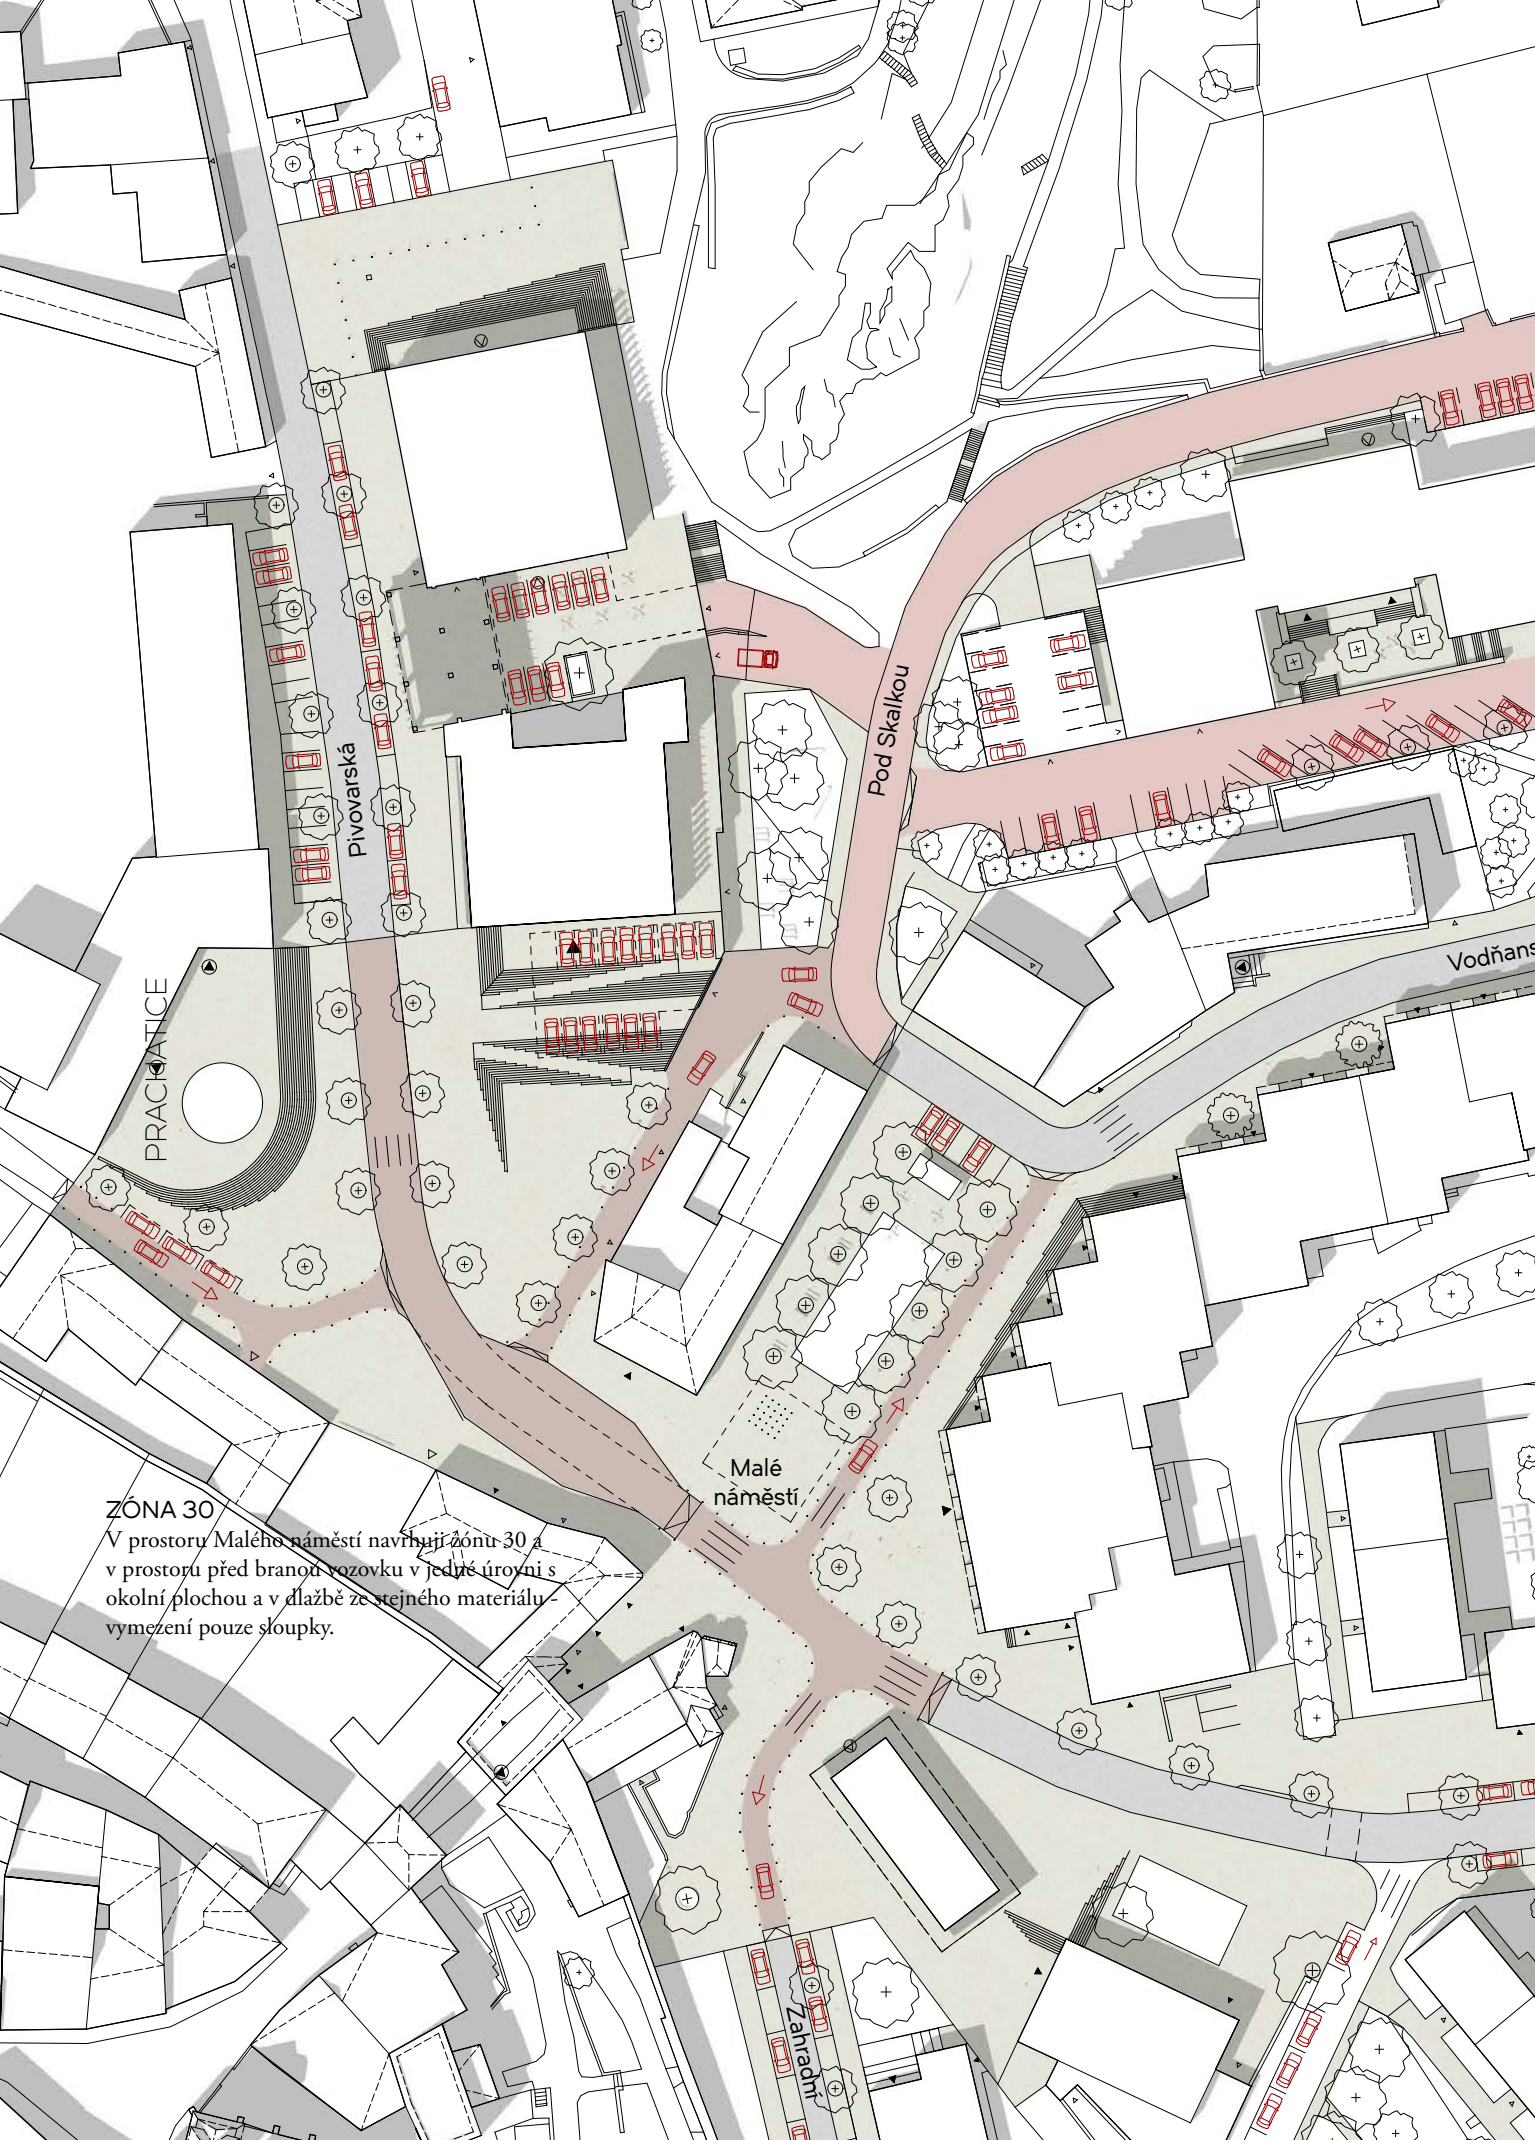 Pod Skalkou
Pivovarská
Vodňans
PRACHATICE
Malé
náměstí
ZÓNA 30
V prostoru Malého náměstí navrhuji zónu 30 a
v prostoru před branou vozovku v jedné úrovni s
okolní plochou a v dlažbě ze stejného materiálu -
vymezení pouze sloupky.
Zahradní